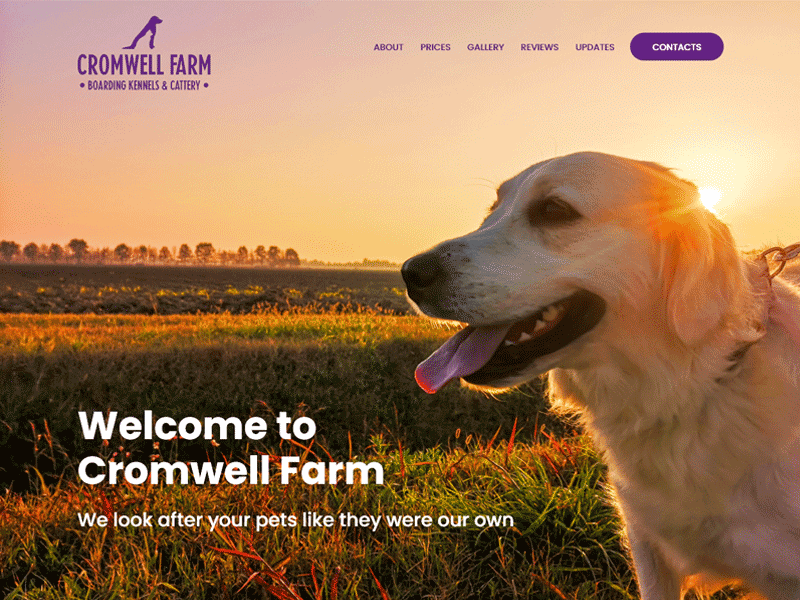 CROMWELL FARM
• BOARDING KENNELS & CATTERY •
ABOUT PRICES GALLERY REVIEWS UPDATES CONTACTS
Welcome to
Cromwell Farm
We look after your pets like they were our own